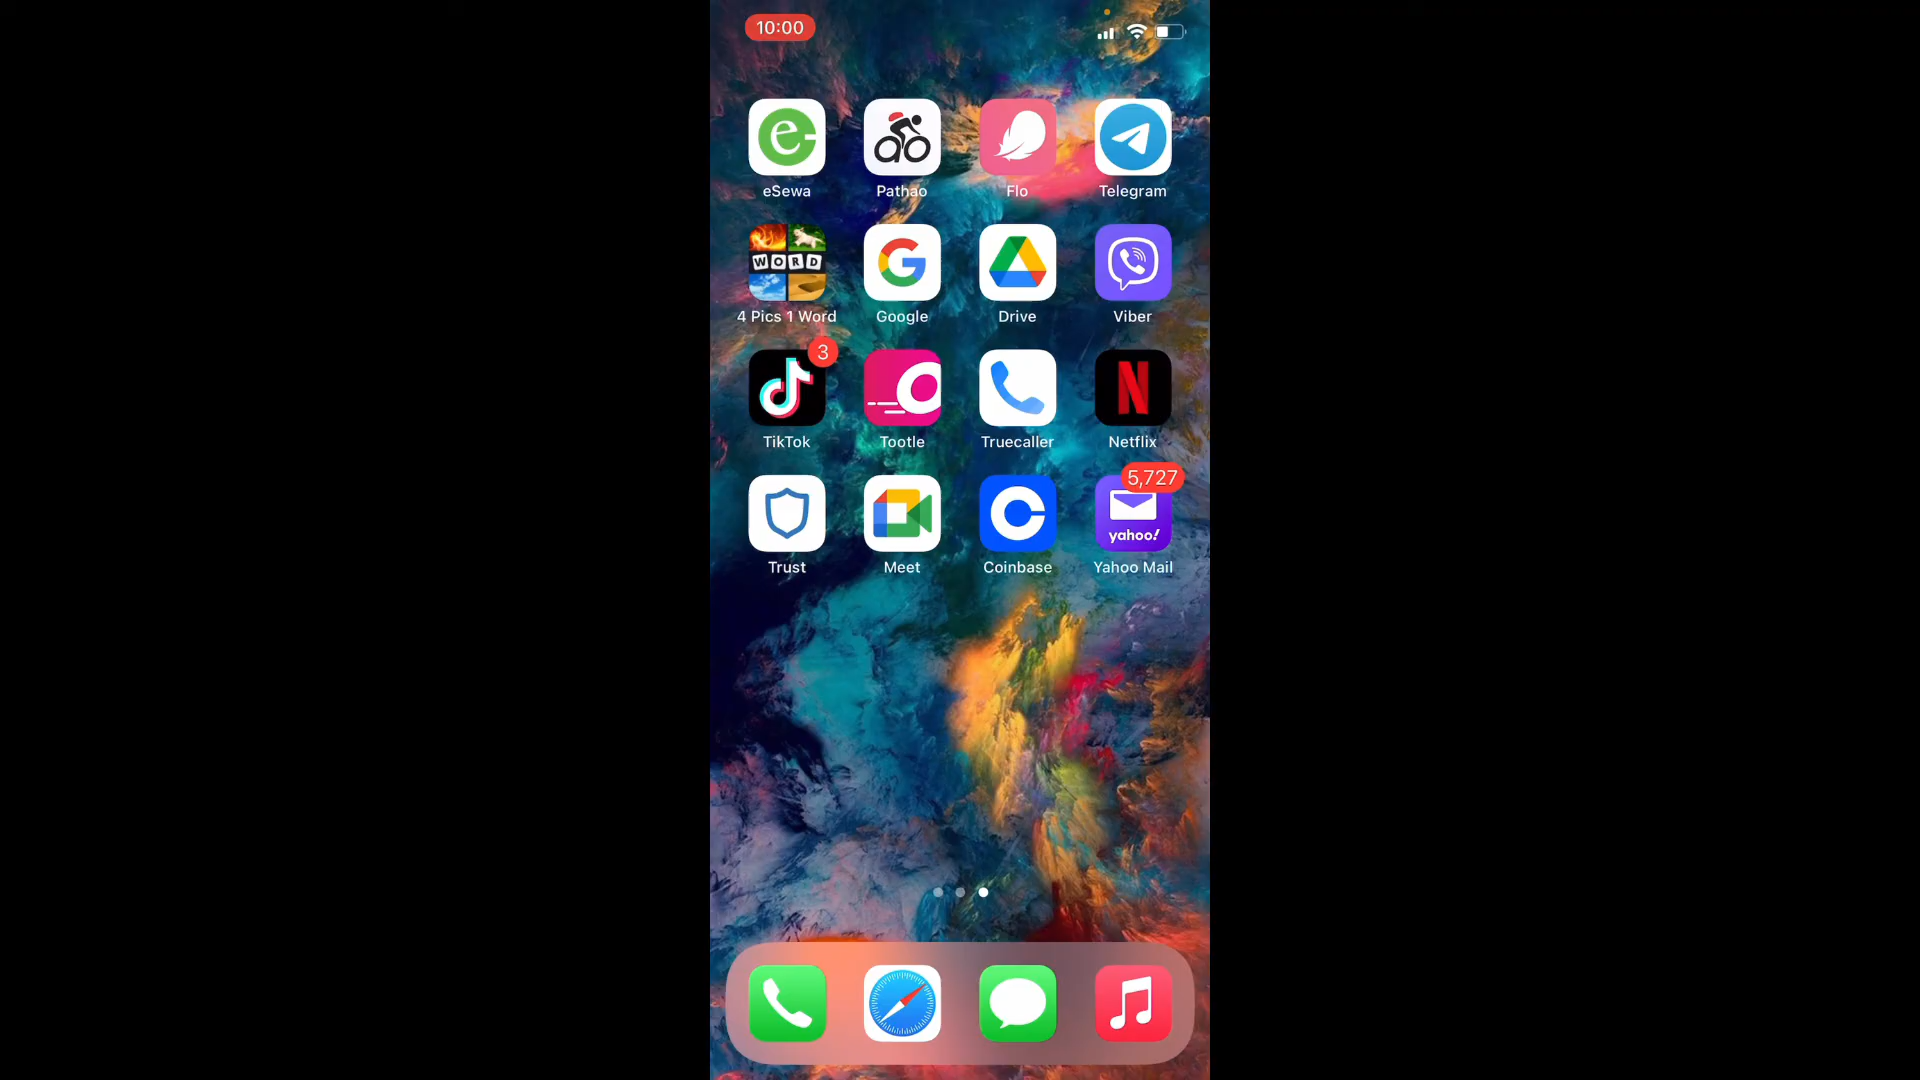 10:00
eSewa
Pathao
Flo
Telegram
WORD
4 Pics 1 Word
Google
Drive
Viber
3
TikTok
Tootle
Truecaller
Netflix
5,727
yahoo!
Trust
Meet
Coinbase
Yahoo Mail